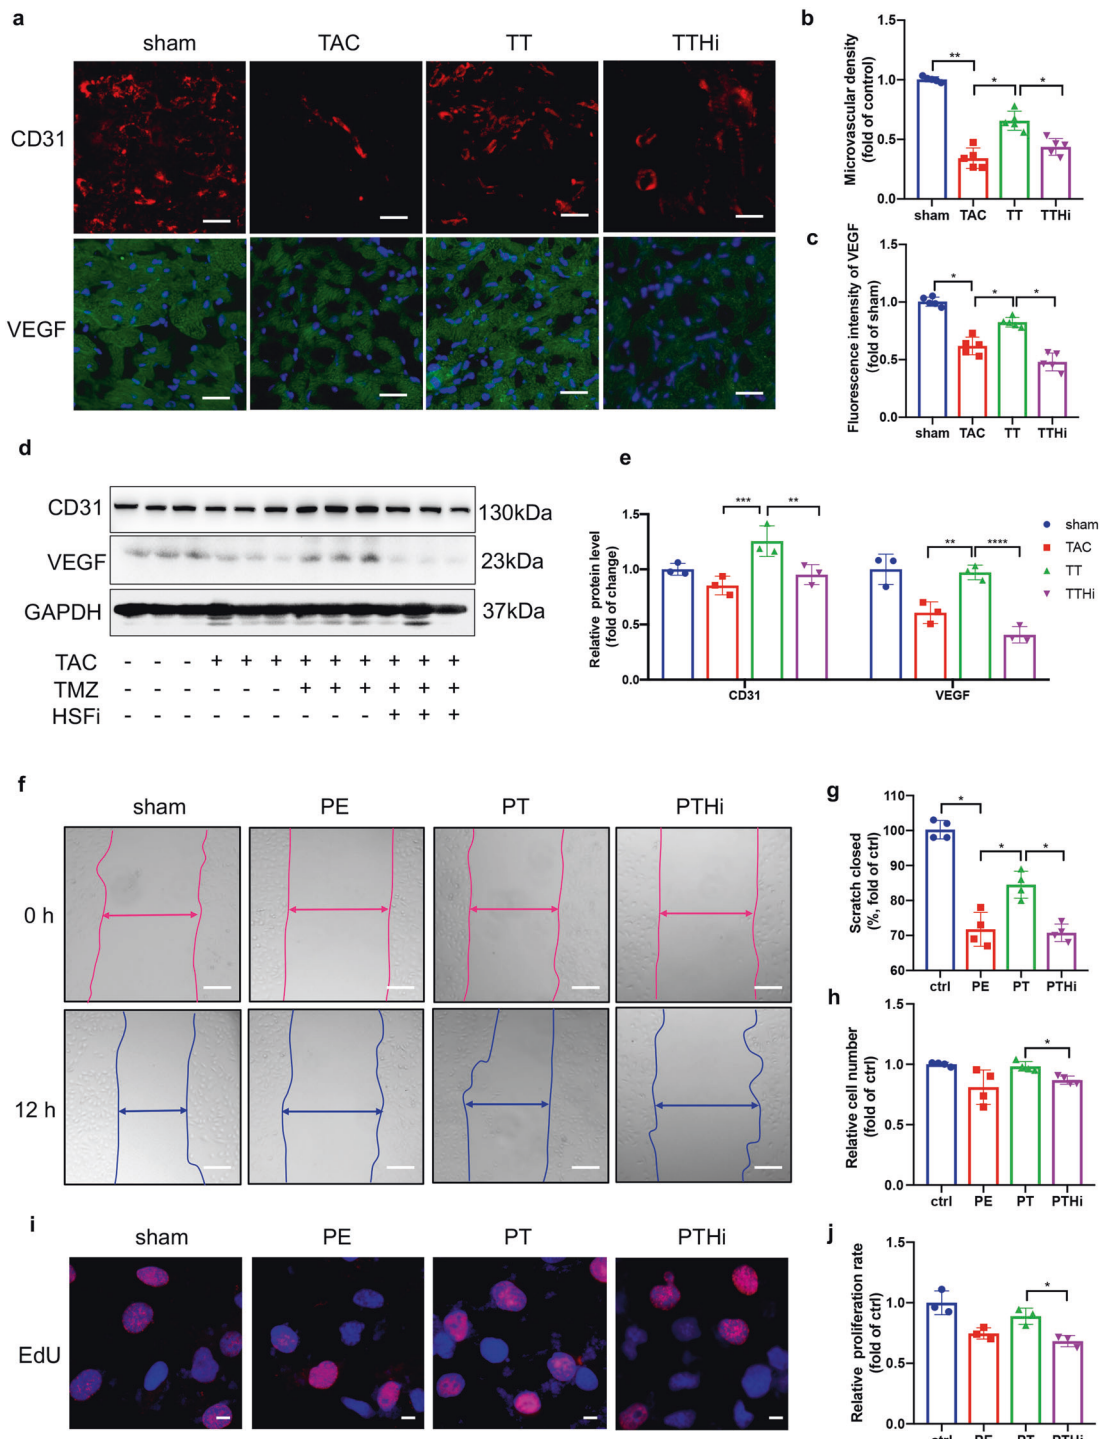 a
sham TAC TT TTHi
CD31
VEGF
b
Microvascular density
(fold of control)
1.5
1.0
0.5
0.0
** * *
sham TAC TT TTHi
c
Fluorescence intensity of VEGF
(fold of sham)
1.5
1.0
0.5
0.0
* * *
sham TAC TT TTHi
d
CD31 130kDa
VEGF 23kDa
GAPDH 37kDa
TAC - - - + + + + + + + + +
TMZ - - - - - - + + + + + +
HSFi - - - - - - - - - + + +
e
Relative protein level
(fold of change)
1.5
1.0
0.5
0.0
*** ** ** ****
CD31 VEGF
sham
TAC
TT
TTHi
f
sham PE PT PTHi
0 h
12 h
g
Scratch closed
(%, fold of ctrl)
110
100
90
80
70
60
* * *
ctrl PE PT PTHi
h
Relative cell number
(fold of ctrl)
1.5
1.0
0.5
0.0
*
ctrl PE PT PTHi
i
sham PE PT PTHi
EdU
j
Relative proliferation rate
(fold of ctrl)
1.5
1.0
0.5
0.0
*
ctrl PE PT PTHi